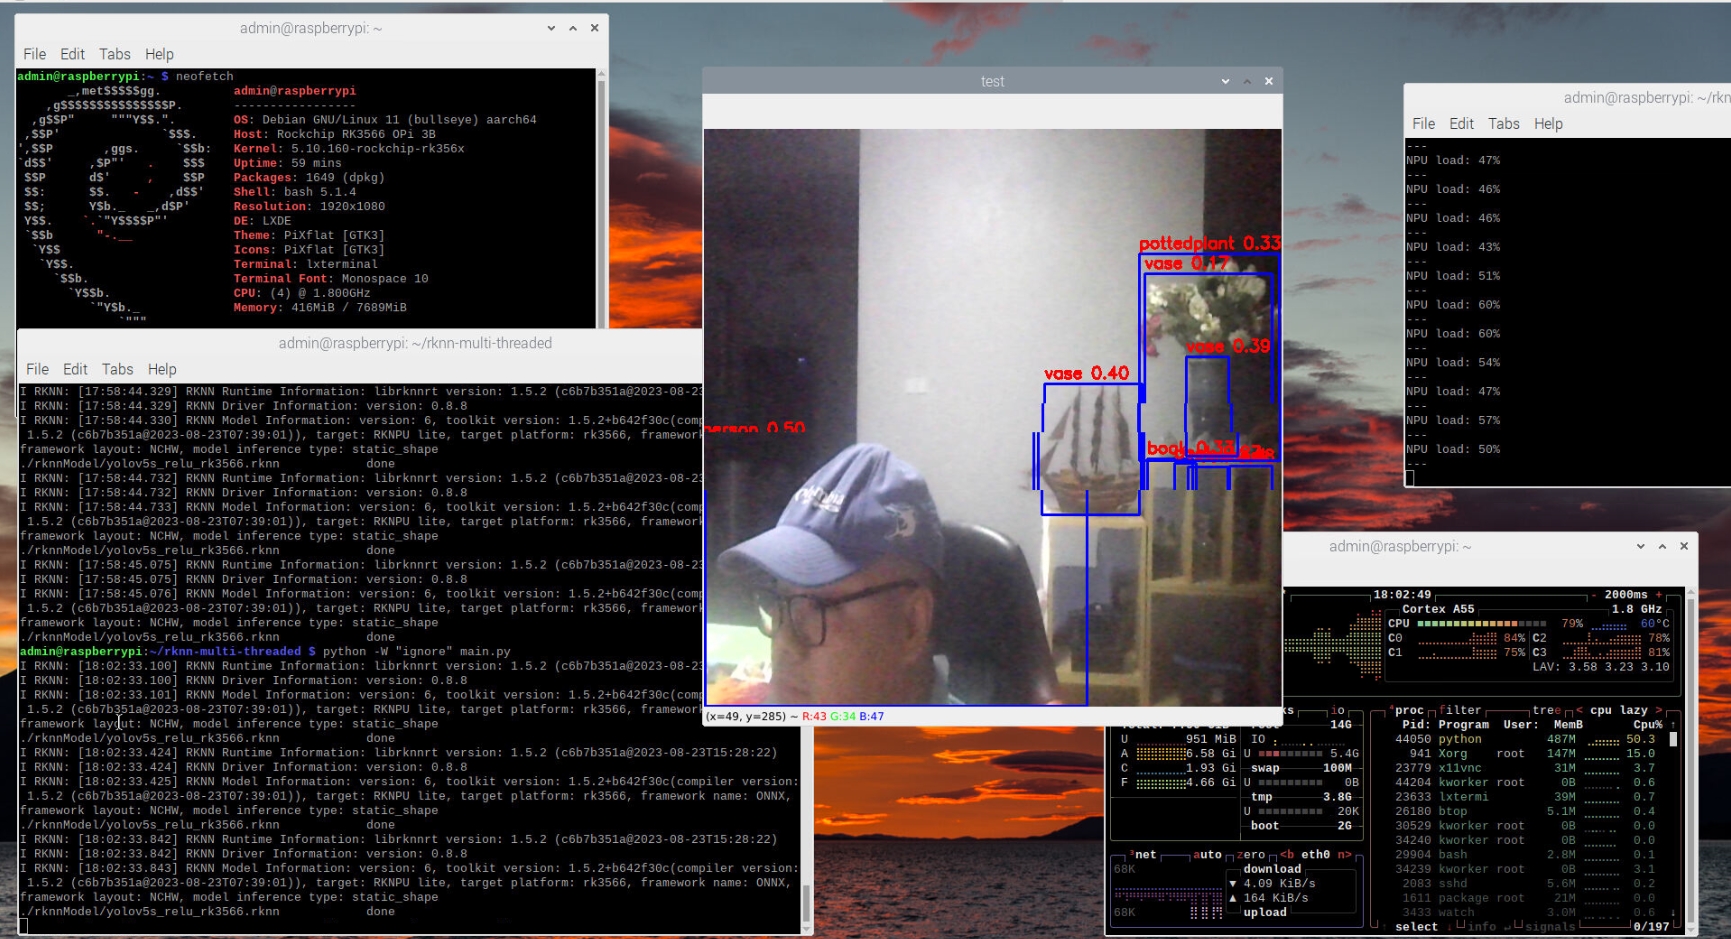 admin@raspberrypi: ~
File Edit Tabs Help
admin@raspberrypi:~ $ neofetch
_,met$$$$$gg.
,g$$$$$$$$$$$$$$$P.
,g$$P" """Y$$.".
,$$P' `$$$.
',$$P ,ggs. `$$b:
`d$$' ,$P"' . $$$
$$P d$' , $$P
$$: $$. - ,d$$'
$$; Y$b._ _,d$P'
Y$$. `.`"Y$$$$P"'
`$$b "-.__
`Y$$
`Y$$.
`$$b.
`Y$$b.
`"Y$b._
`"""
admin@raspberrypi
-----------------
OS: Debian GNU/Linux 11 (bullseye) aarch64
Host: Rockchip RK3566 OPi 3B
Kernel: 5.10.160-rockchip-rk356x
Uptime: 59 mins
Packages: 1649 (dpkg)
Shell: bash 5.1.4
Resolution: 1920x1080
DE: LXDE
Theme: PiXflat [GTK3]
Icons: PiXflat [GTK3]
Terminal: lxterminal
Terminal Font: Monospace 10
CPU: (4) @ 1.800GHz
Memory: 416MiB / 7689MiB
admin@raspberrypi: ~/rknn-multi-threaded
File Edit Tabs Help
I RKNN: [17:58:44.329] RKNN Runtime Information: librknnrt version: 1.5.2 (c6b7b351a@2023-08-23
I RKNN: [17:58:44.329] RKNN Driver Information: version: 0.8.8
I RKNN: [17:58:44.330] RKNN Model Information: version: 6, toolkit version: 1.5.2+b642f30c(comp
1.5.2 (c6b7b351a@2023-08-23T07:39:01)), target: RKNPU lite, target platform: rk3566, framework
framework layout: NCHW, model inference type: static_shape
./rknnModel/yolov5s_relu_rk3566.rknn done
I RKNN: [17:58:44.732] RKNN Runtime Information: librknnrt version: 1.5.2 (c6b7b351a@2023-08-23
I RKNN: [17:58:44.732] RKNN Driver Information: version: 0.8.8
I RKNN: [17:58:44.733] RKNN Model Information: version: 6, toolkit version: 1.5.2+b642f30c(comp
1.5.2 (c6b7b351a@2023-08-23T07:39:01)), target: RKNPU lite, target platform: rk3566, framework
framework layout: NCHW, model inference type: static_shape
./rknnModel/yolov5s_relu_rk3566.rknn done
I RKNN: [17:58:45.075] RKNN Runtime Information: librknnrt version: 1.5.2 (c6b7b351a@2023-08-23
I RKNN: [17:58:45.075] RKNN Driver Information: version: 0.8.8
I RKNN: [17:58:45.076] RKNN Model Information: version: 6, toolkit version: 1.5.2+b642f30c(comp
1.5.2 (c6b7b351a@2023-08-23T07:39:01)), target: RKNPU lite, target platform: rk3566, framework
framework layout: NCHW, model inference type: static_shape
./rknnModel/yolov5s_relu_rk3566.rknn done
admin@raspberrypi:~/rknn-multi-threaded $ python -W "ignore" main.py
I RKNN: [18:02:33.100] RKNN Runtime Information: librknnrt version: 1.5.2 (c6b7b351a@2023-08-23
I RKNN: [18:02:33.100] RKNN Driver Information: version: 0.8.8
I RKNN: [18:02:33.101] RKNN Model Information: version: 6, toolkit version: 1.5.2+b642f30c(comp
1.5.2 (c6b7b351a@2023-08-23T07:39:01)), target: RKNPU lite, target platform: rk3566, framework
framework layout: NCHW, model inference type: static_shape
./rknnModel/yolov5s_relu_rk3566.rknn done
I RKNN: [18:02:33.424] RKNN Runtime Information: librknnrt version: 1.5.2 (c6b7b351a@2023-08-23T15:28:22)
I RKNN: [18:02:33.424] RKNN Driver Information: version: 0.8.8
I RKNN: [18:02:33.425] RKNN Model Information: version: 6, toolkit version: 1.5.2+b642f30c(compiler version:
1.5.2 (c6b7b351a@2023-08-23T07:39:01)), target: RKNPU lite, target platform: rk3566, framework name: ONNX,
framework layout: NCHW, model inference type: static_shape
./rknnModel/yolov5s_relu_rk3566.rknn done
I RKNN: [18:02:33.842] RKNN Runtime Information: librknnrt version: 1.5.2 (c6b7b351a@2023-08-23T15:28:22)
I RKNN: [18:02:33.842] RKNN Driver Information: version: 0.8.8
I RKNN: [18:02:33.843] RKNN Model Information: version: 6, toolkit version: 1.5.2+b642f30c(compiler version:
1.5.2 (c6b7b351a@2023-08-23T07:39:01)), target: RKNPU lite, target platform: rk3566, framework name: ONNX,
framework layout: NCHW, model inference type: static_shape
./rknnModel/yolov5s_relu_rk3566.rknn done
test
pottedplant 0.33
vase 0.17
vase 0.39
vase 0.40
person 0.50
book 0.33
(x=49, y=285) ~ R:43 G:34 B:47
admin@raspberrypi: ~/rkn
File Edit Tabs Help
---
NPU load: 47%
---
NPU load: 46%
---
NPU load: 46%
---
NPU load: 43%
---
NPU load: 51%
---
NPU load: 60%
---
NPU load: 60%
---
NPU load: 54%
---
NPU load: 47%
---
NPU load: 57%
---
NPU load: 50%
---
admin@raspberrypi: ~
18:02:49 - 2000ms +
Cortex A55 1.8 GHz
CPU 79% 60°C
C0 84% C2 78%
C1 75% C3 81%
LAV: 3.58 3.23 3.10
ks io
14G
U 951 MiB IO
A 6.58 Gi U 5.4G
C 1.93 Gi swap 100M
F 4.66 Gi U 0B
tmp 3.8G
U 20K
boot 2G
³net auto zero <b eth0 n>
68K download
▼ 4.09 KiB/s
▲ 164 KiB/s
68K upload
⁴proc filter tree < cpu lazy >
Pid: Program User: MemB Cpu% ↑
44050 python 487M 50.3
941 Xorg root 147M 15.0
23779 x11vnc 31M 3.7
44204 kworker root 0B 0.6
23633 lxtermi 39M 0.7
26180 btop 5.1M 0.4
30529 kworker root 0B 0.0
34240 kworker root 0B 0.0
29904 bash 2.8M 0.1
34239 kworker root 0B 3.1
2083 sshd 5.6M 0.2
1611 package root 21M 0.0
3433 watch 3.0M 0.6 ↓
↑ select ↓ info ↵ signals 0/197